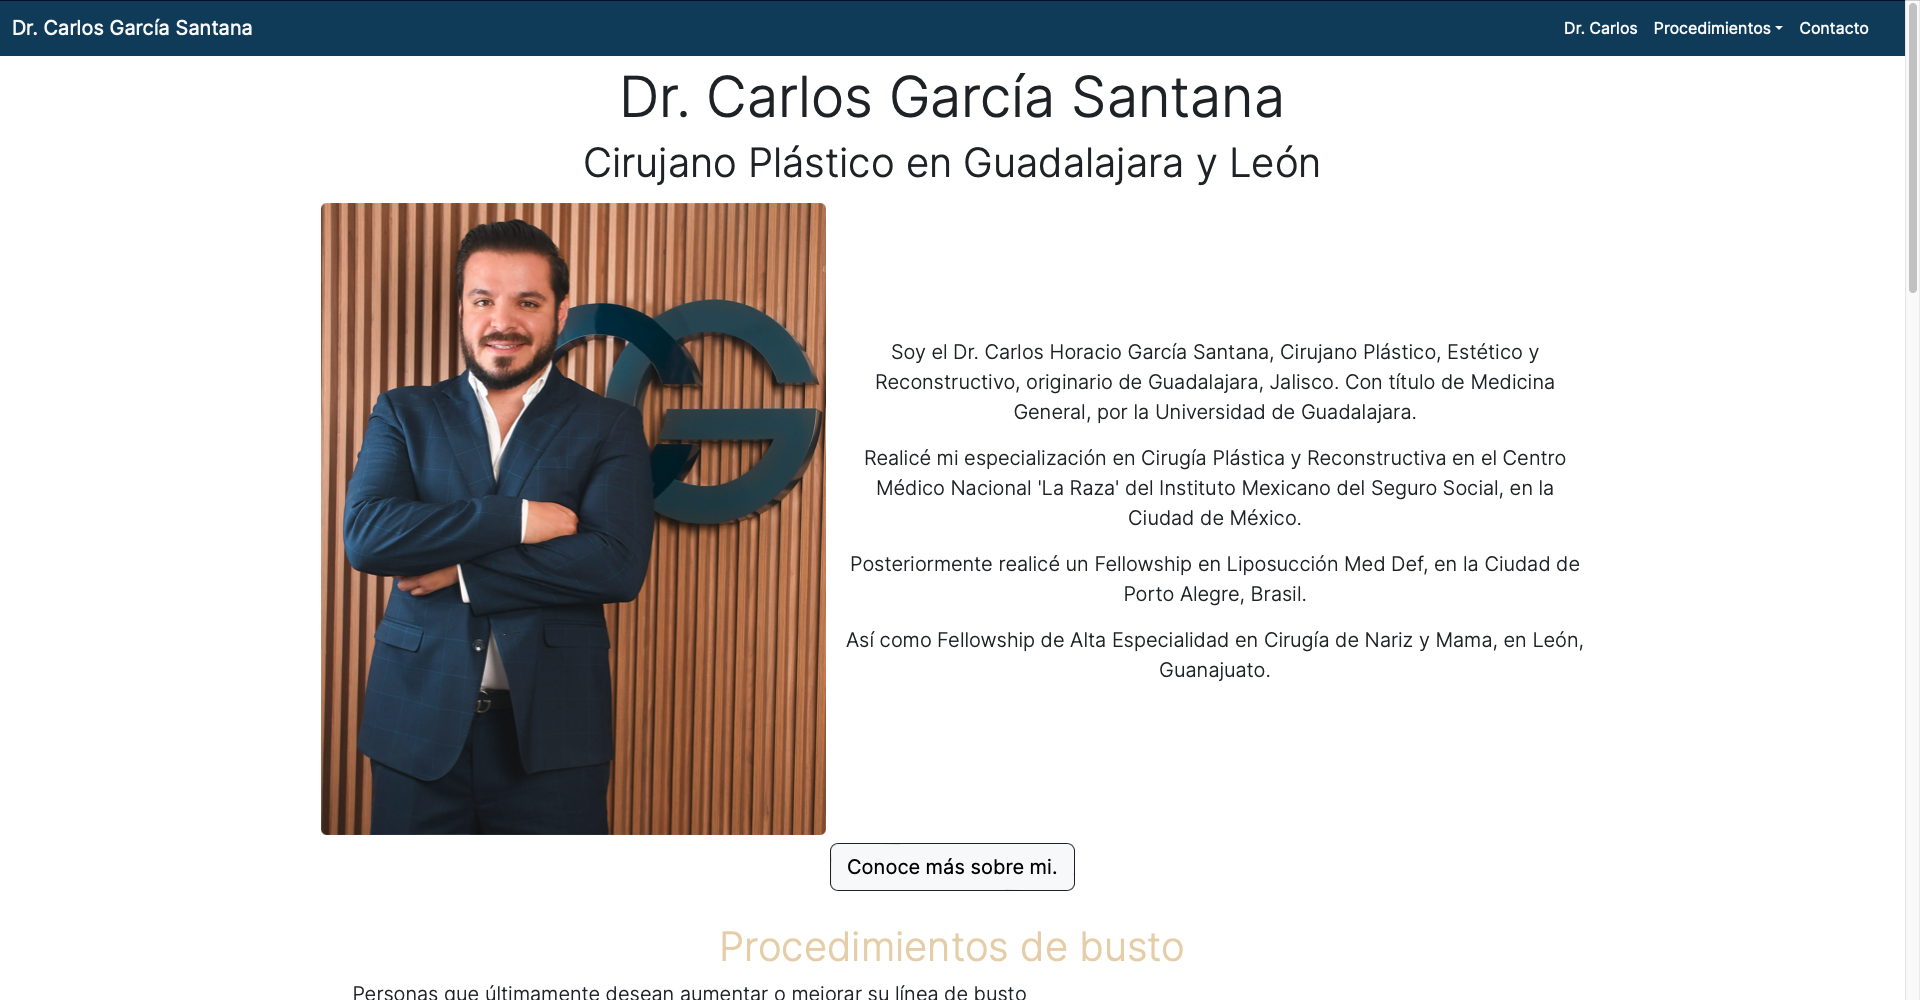 Dr. Carlos García Santana
Dr. Carlos
Procedimientos
Contacto
Dr. Carlos García Santana
Cirujano Plástico en Guadalajara y León
CG
Soy el Dr. Carlos Horacio García Santana, Cirujano Plástico, Estético y
Reconstructivo, originario de Guadalajara, Jalisco. Con título de Medicina
General, por la Universidad de Guadalajara.
Realicé mi especialización en Cirugía Plástica y Reconstructiva en el Centro
Médico Nacional 'La Raza' del Instituto Mexicano del Seguro Social, en la
Ciudad de México.
Posteriormente realicé un Fellowship en Liposucción Med Def, en la Ciudad de
Porto Alegre, Brasil.
Así como Fellowship de Alta Especialidad en Cirugía de Nariz y Mama, en León,
Guanajuato.
Conoce más sobre mi.
Procedimientos de busto
Personas que últimamente desean aumentar o mejorar su línea de busto